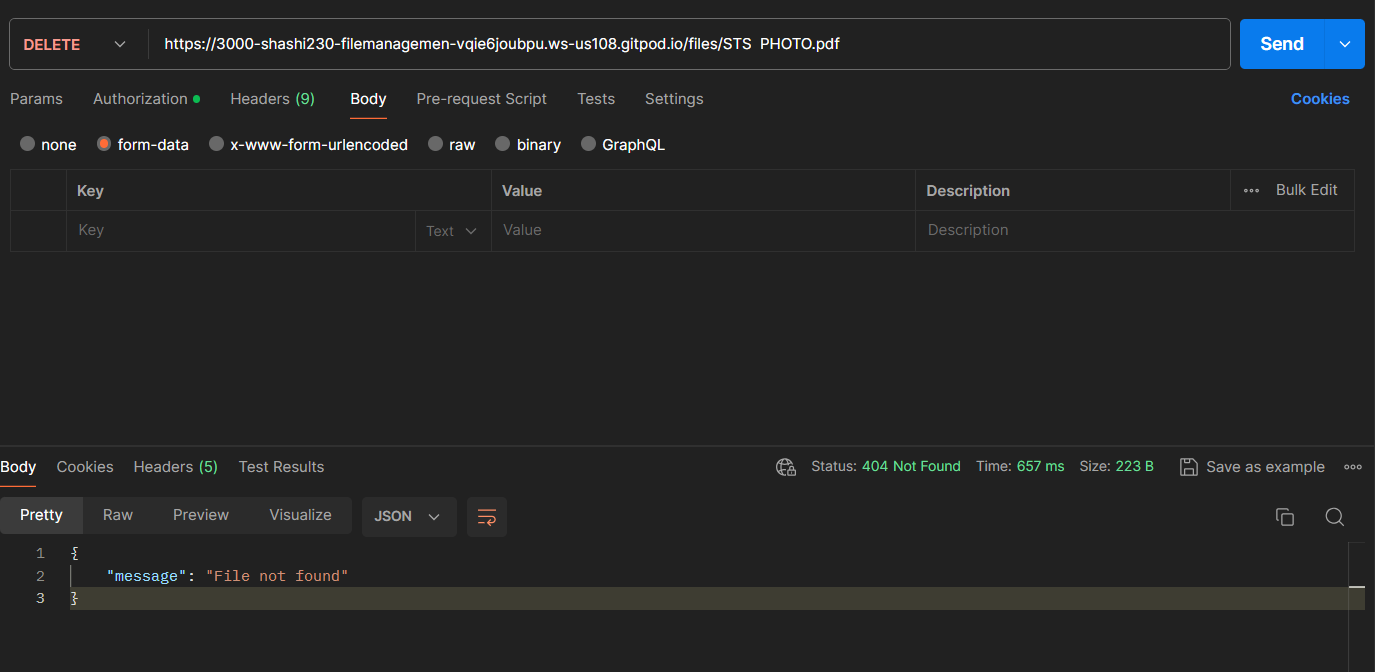 DELETE https://3000-shashi230-filemanagemen-vqie6joubpu.ws-us108.gitpod.io/files/STS  PHOTO.pdf Send
Params Authorization Headers (9) Body Pre-request Script Tests Settings Cookies
none form-data x-www-form-urlencoded raw binary GraphQL
Key Value Description Bulk Edit
Key Text Value Description
Body Cookies Headers (5) Test Results Status: 404 Not Found Time: 657 ms Size: 223 B Save as example
Pretty Raw Preview Visualize JSON
1 {
2 "message": "File not found"
3 }